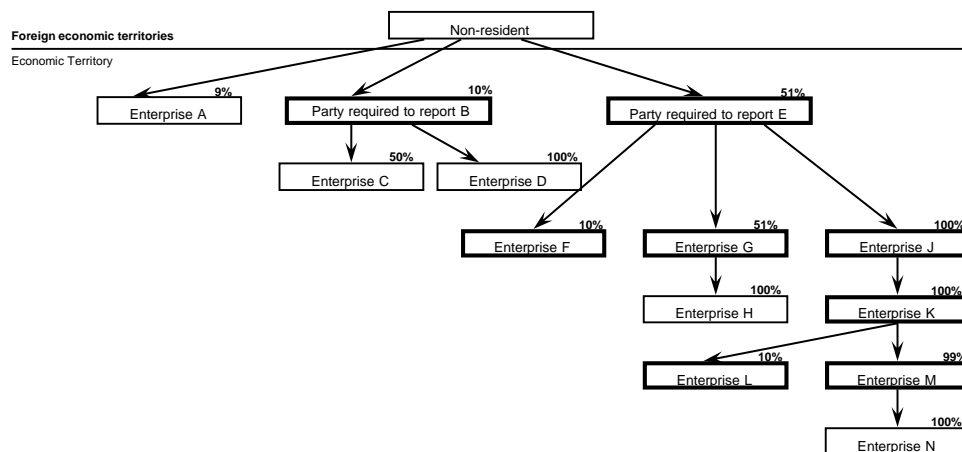 Non-resident
Foreign economic territories
Economic Territory
9%
Enterprise A
10%
Party required to report B
51%
Party required to report E
50%
Enterprise C
100%
Enterprise D
10%
Enterprise F
51%
Enterprise G
100%
Enterprise J
100%
Enterprise H
100%
Enterprise K
10%
Enterprise L
99%
Enterprise M
100%
Enterprise N